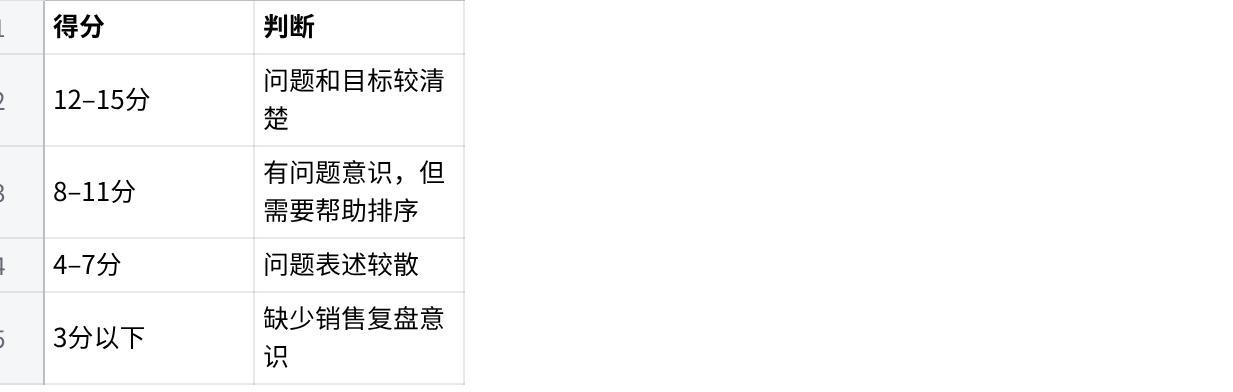 得分 判断
12–15分 问题和目标较清
楚
8–11分 有问题意识，但
需要帮助排序
4–7分 问题表述较散
3分以下 缺少销售复盘意
识